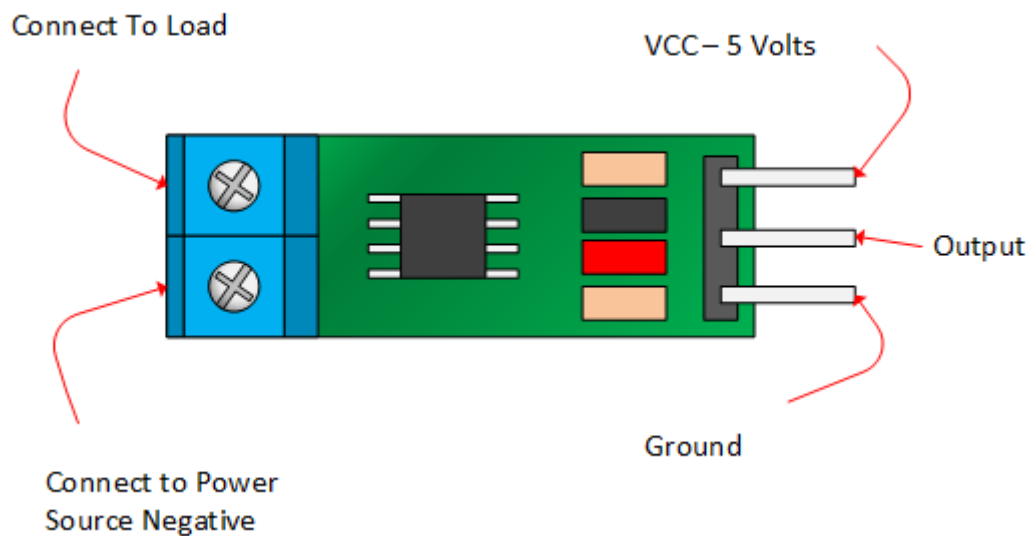 Connect To Load
VCC – 5 Volts
Output
Ground
Connect to Power
Source Negative